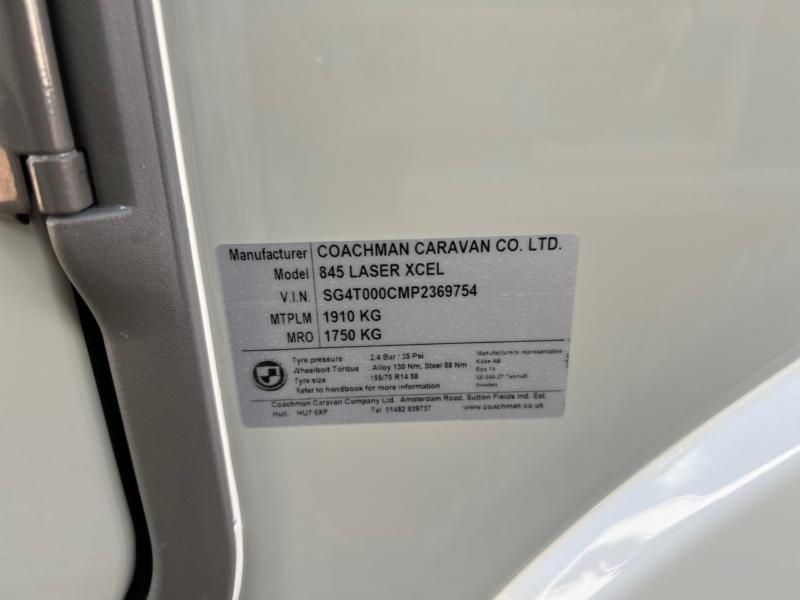 Manufacturer COACHMAN CARAVAN CO. LTD.
Model 845 LASER XCEL
V.I.N. SG4T000CMP2369754
MTPLM 1910 KG
MRO 1750 KG
Tyre pressure 2.4 Bar / 35 Psi
Wheelbolt Torque Alloy 130 Nm, Steel 88 Nm
Tyre size 185/70 R14 88
Refer to handbook for more information
Manufacturers representative
Kabe AB
Box 14
Sweden
Coachman Caravan Company Ltd. Amsterdam Road, Sutton Fields Ind. Est.
Hull. HU7 0XF Tel 01482 839737 www.coachman.co.uk